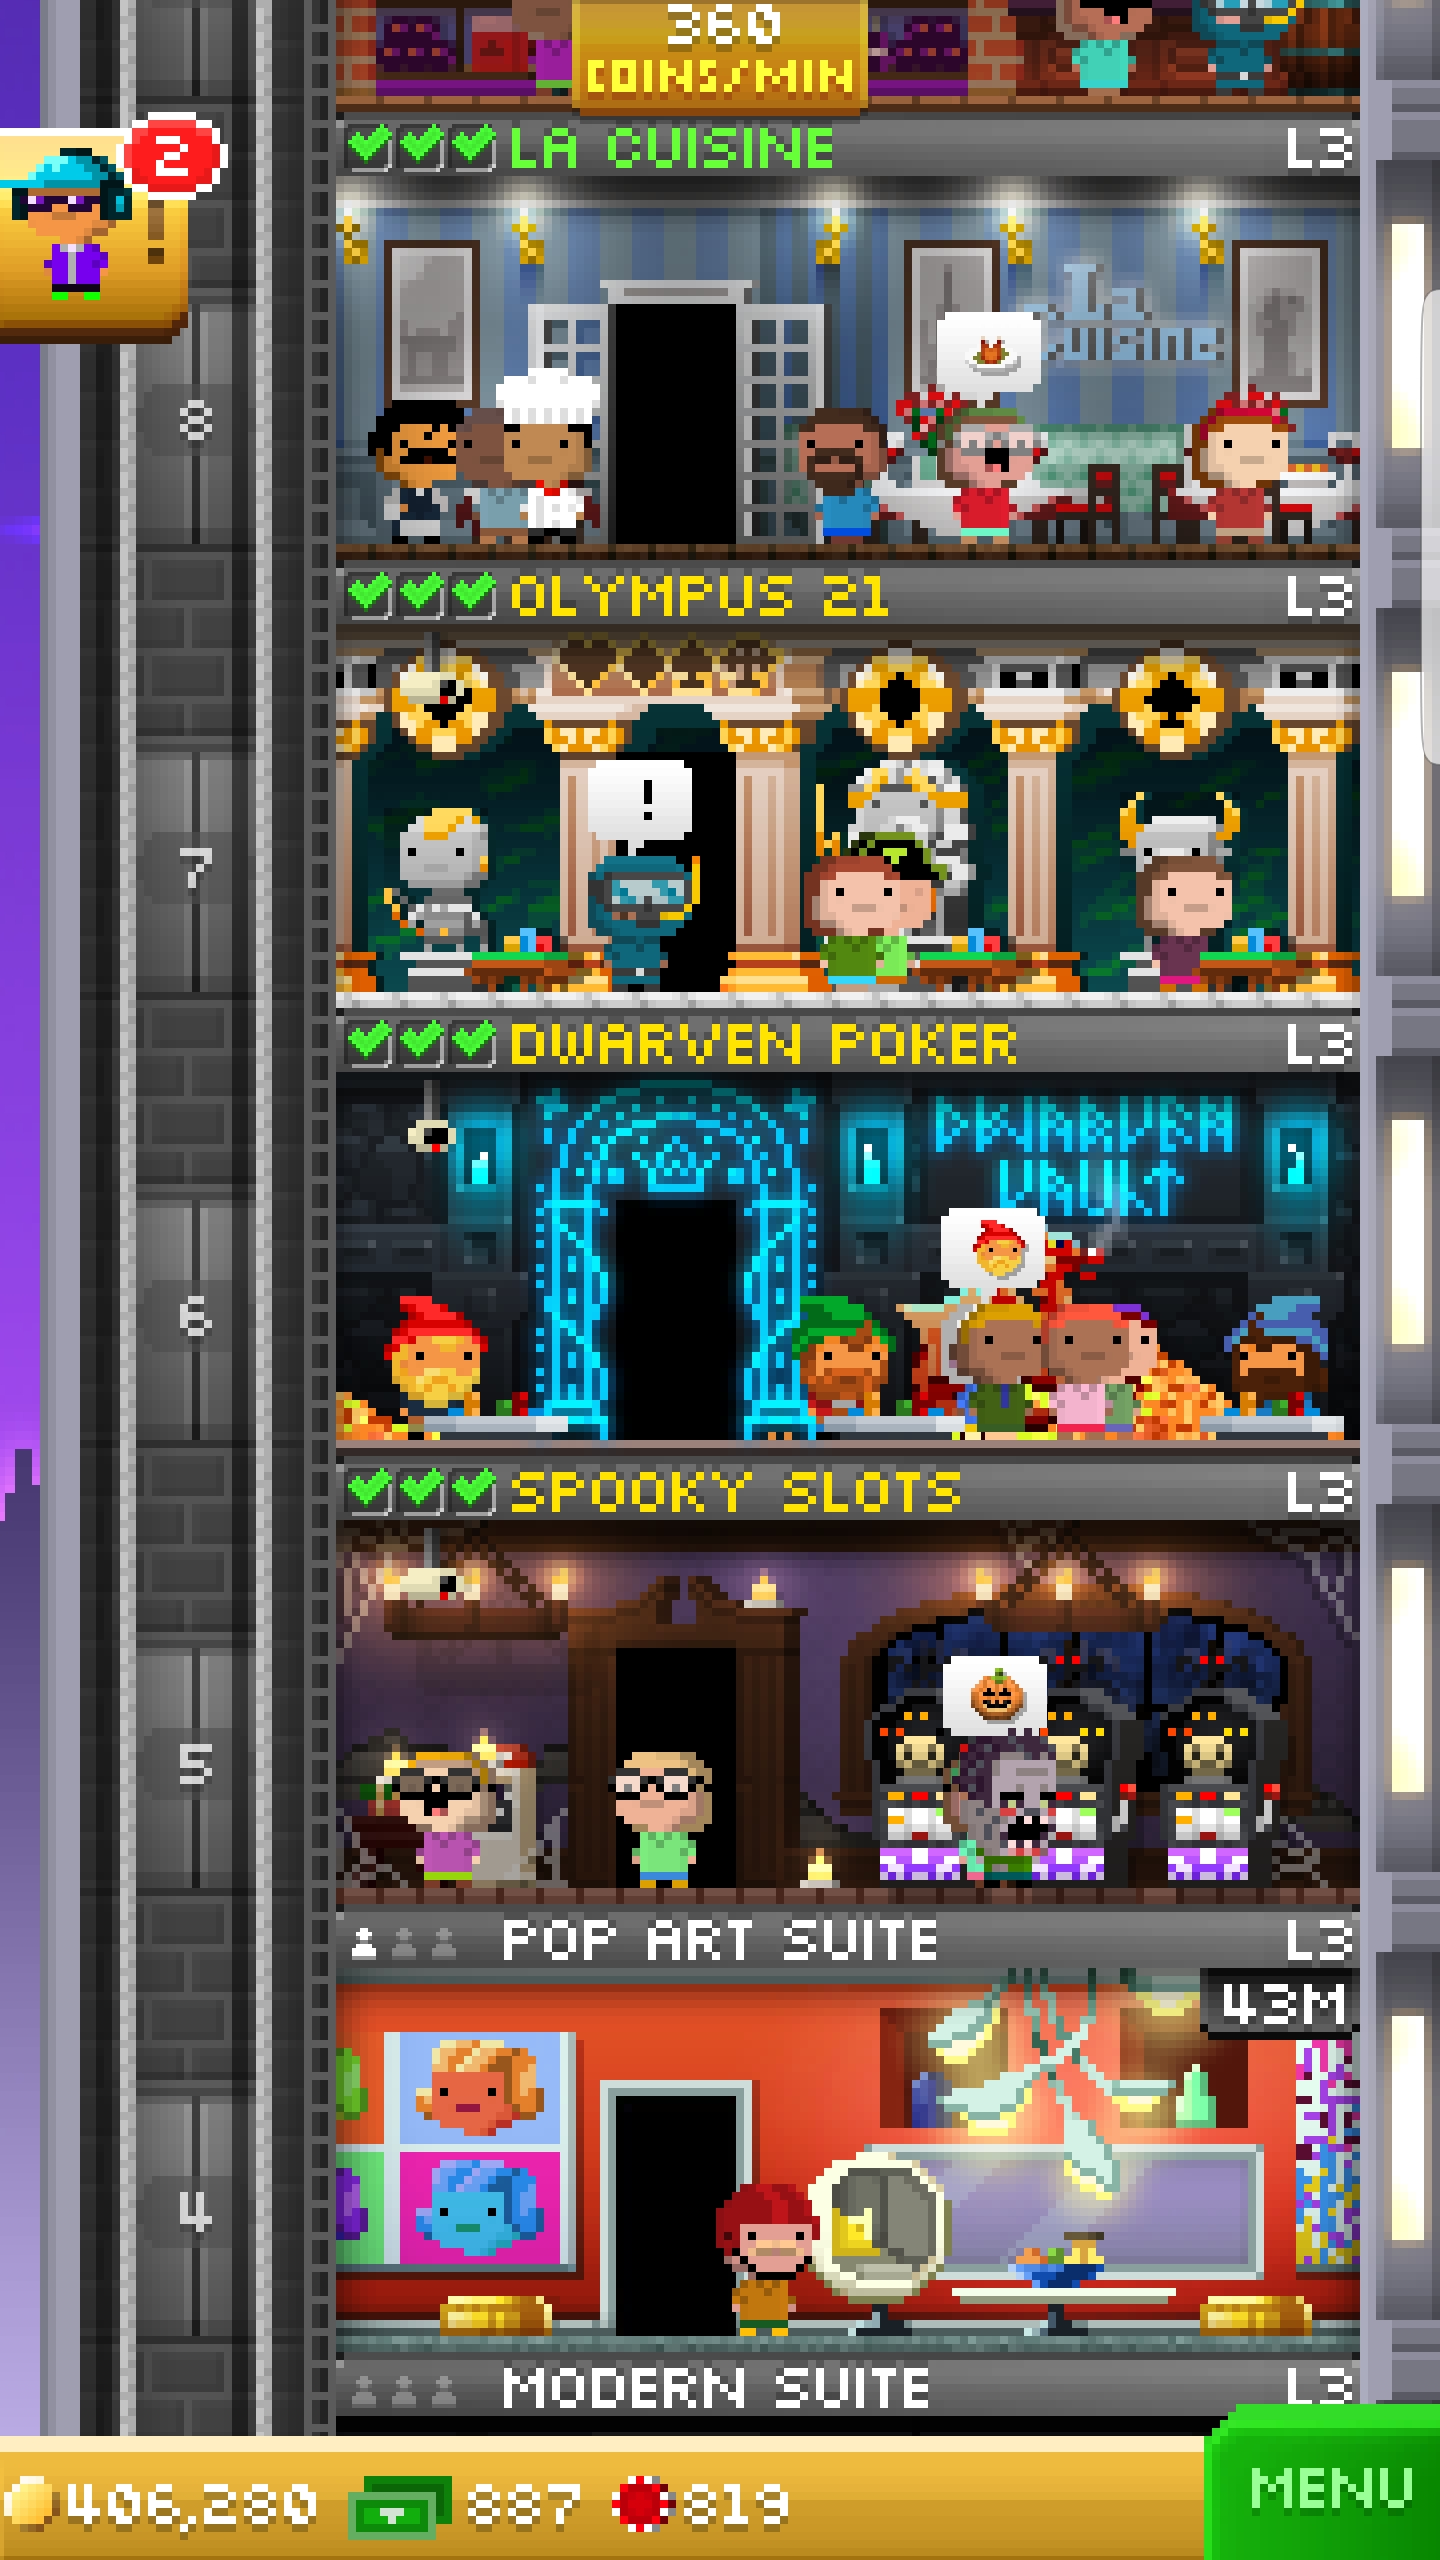 360
COINS/MIN
2
LA CUISINE L3
La
Cuisine
8
OLYMPUS 21 L3
!
7
DWARVEN POKER L3
DWARVEN
VAULT
6
SPOOKY SLOTS L3
5
POP ART SUITE L3
43M
4
MODERN SUITE L3
406,280 887 819
MENU